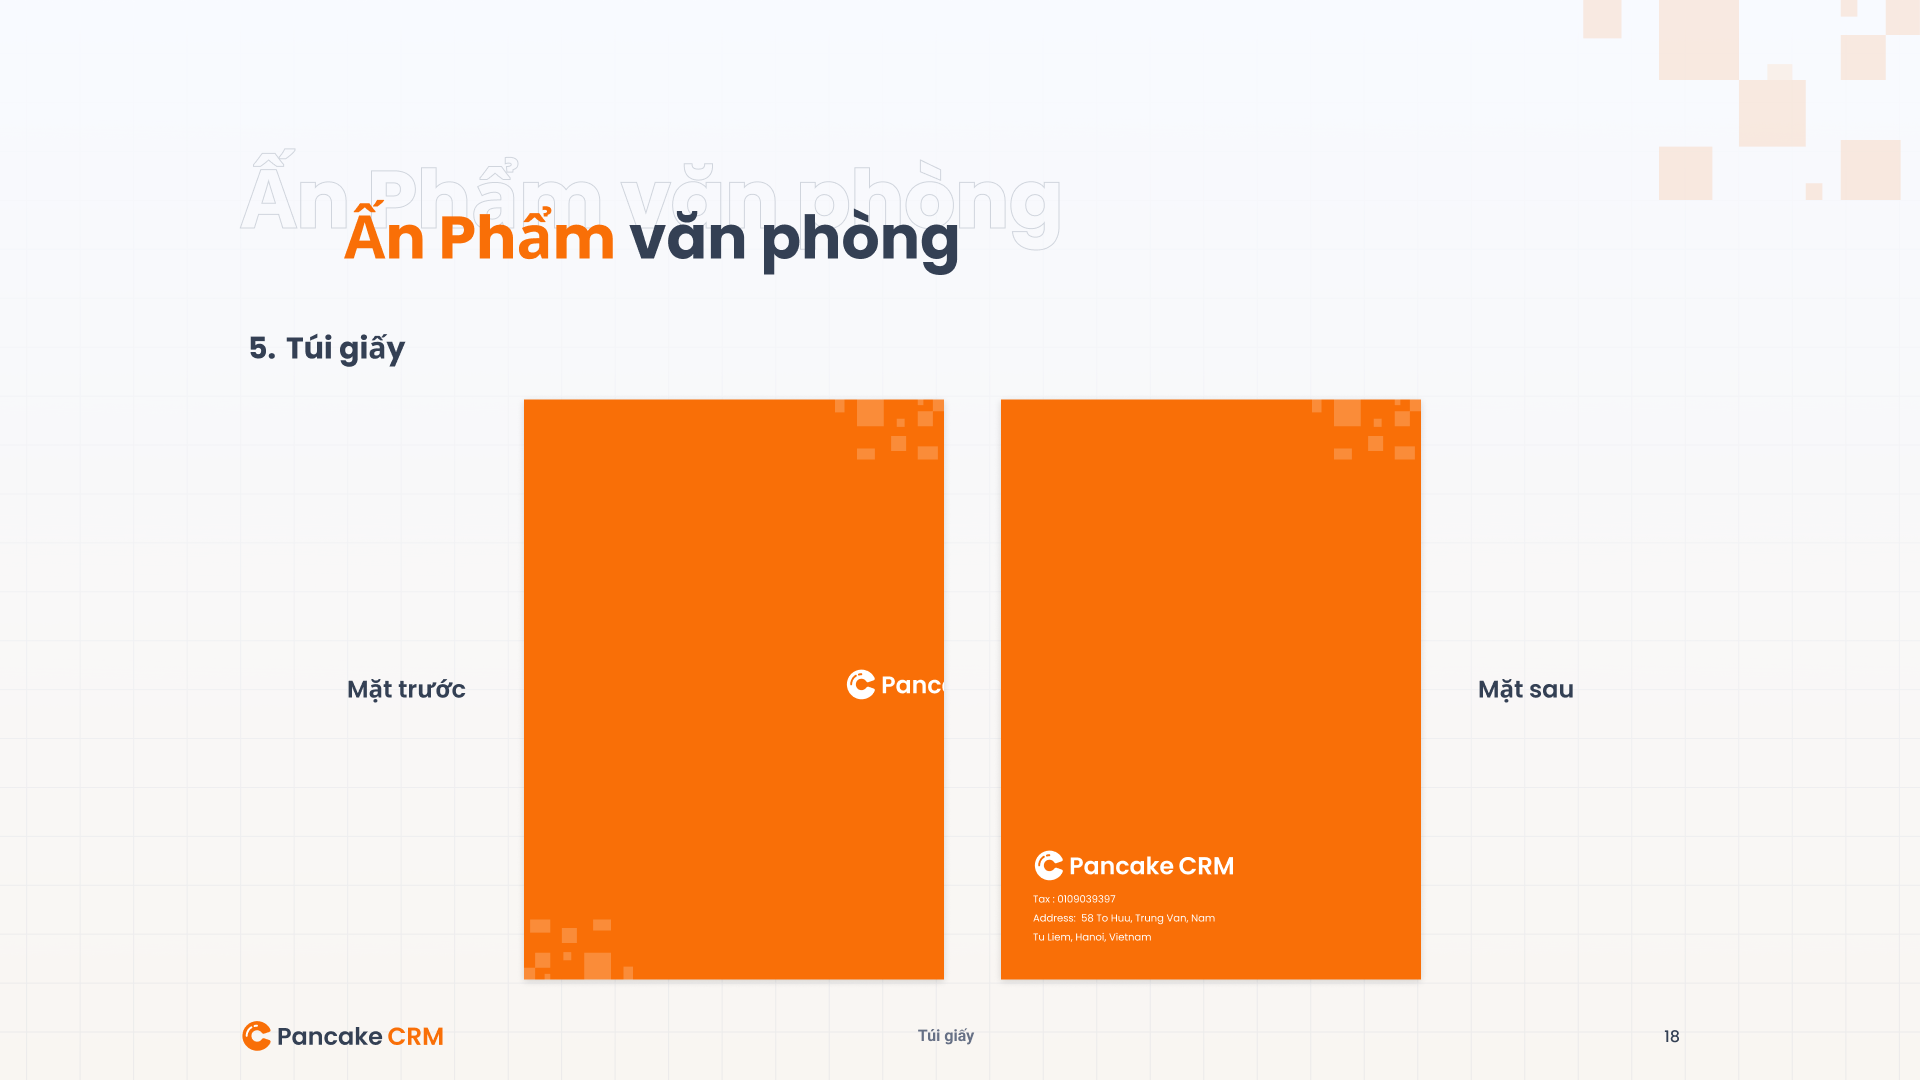 Ấn Phẩm văn phòng
Ấn Phẩm văn phòng
5. Túi giấy
Mặt trước
Panc
Mặt sau
Pancake CRM
Tax : 0109039397
Address: 58 To Huu, Trung Van, Nam
Tu Liem, Hanoi, Vietnam
Pancake CRM
Túi giấy
18